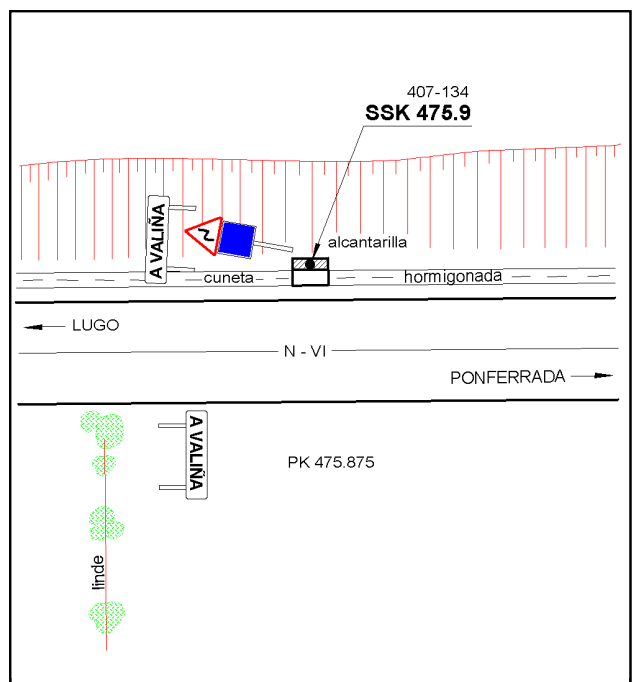 407-134
SSK 475.9
A VALIÑA
alcantarilla
cuneta
hormigonada
LUGO
N - VI
PONFERRADA
A VALIÑA
PK 475.875
linde